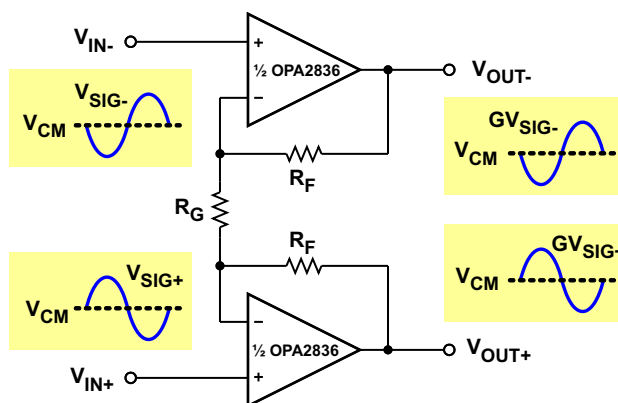 VIN-
+
½ OPA2836
−
VOUT-
VSIG-
VCM
GVSIG-
VCM
RF
RG
RF
VSIG+
VCM
VCM
−
½ OPA2836
+
VIN+
VOUT+